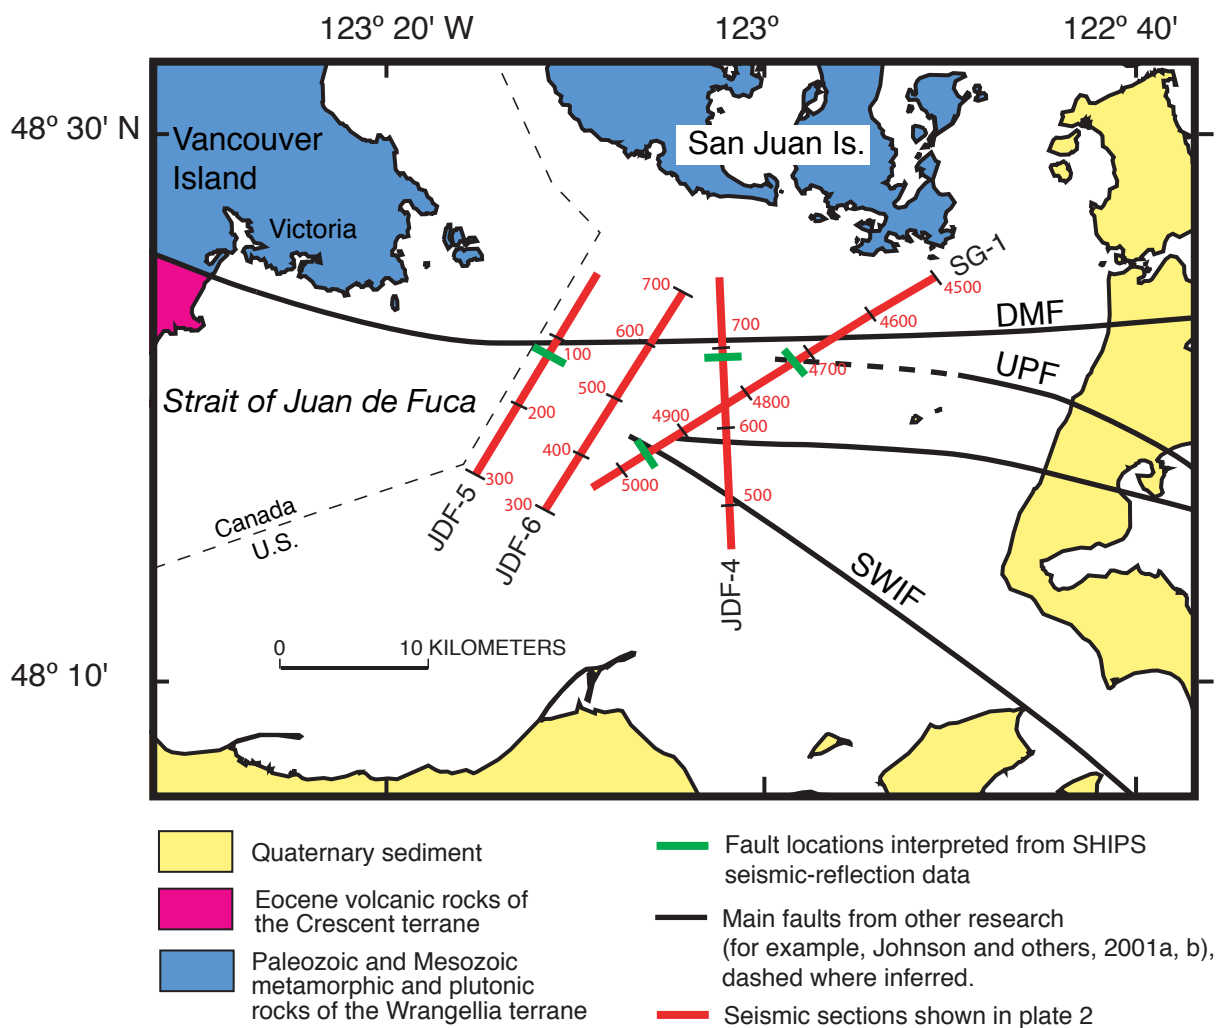 123º 20' W
123º
122º 40'
48º 30' N
Vancouver
Island
San Juan Is.
Victoria
SG-1
4500
700
700
4600
DMF
600
100
UPF
4700
Strait of Juan de Fuca
500
4800
200
4900
600
400
300
5000
500
300
JDF-5
JDF-6
Canada
U.S.
JDF-4
SWIF
0
10 KILOMETERS
48º 10'
Quaternary sediment
Eocene volcanic rocks of
the Crescent terrane
Paleozoic and Mesozoic
metamorphic and plutonic
rocks of the Wrangellia terrane
Fault locations interpreted from SHIPS
seismic-reflection data
Main faults from other research
(for example, Johnson and others, 2001a, b),
dashed where inferred.
Seismic sections shown in plate 2